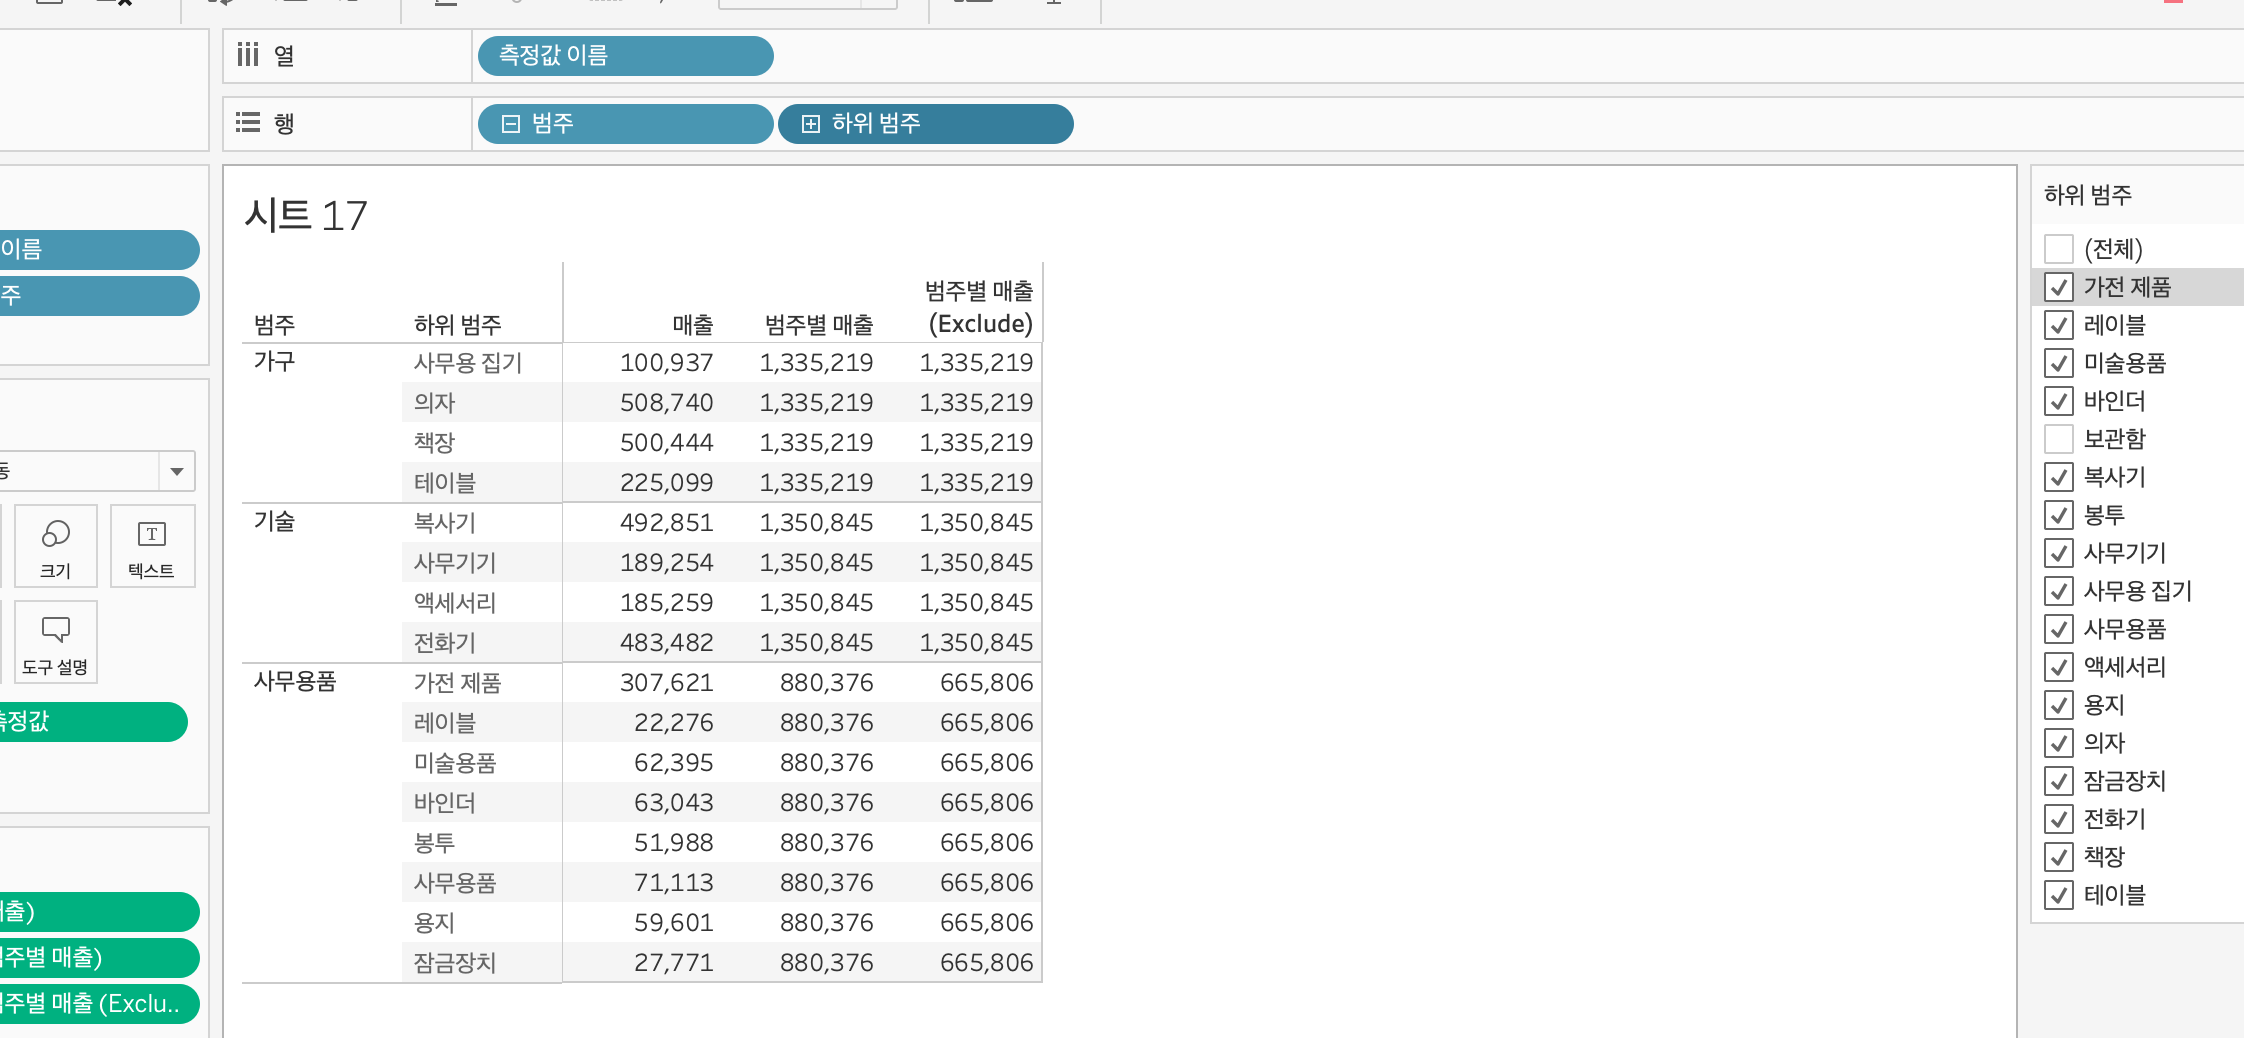 열
측정값 이름
행
범주
하위 범주
이름
주
동
크기
텍스트
도구 설명
측정값
매출)
범주별 매출)
범주별 매출 (Exclu..
시트 17
범주 하위 범주 매출 범주별 매출 범주별 매출 (Exclude)
가구 사무용 집기 100,937 1,335,219 1,335,219
의자 508,740 1,335,219 1,335,219
책장 500,444 1,335,219 1,335,219
테이블 225,099 1,335,219 1,335,219
기술 복사기 492,851 1,350,845 1,350,845
사무기기 189,254 1,350,845 1,350,845
액세서리 185,259 1,350,845 1,350,845
전화기 483,482 1,350,845 1,350,845
사무용품 가전 제품 307,621 880,376 665,806
레이블 22,276 880,376 665,806
미술용품 62,395 880,376 665,806
바인더 63,043 880,376 665,806
봉투 51,988 880,376 665,806
사무용품 71,113 880,376 665,806
용지 59,601 880,376 665,806
잠금장치 27,771 880,376 665,806
하위 범주
(전체)
가전 제품
레이블
미술용품
바인더
보관함
복사기
봉투
사무기기
사무용 집기
사무용품
액세서리
용지
의자
잠금장치
전화기
책장
테이블